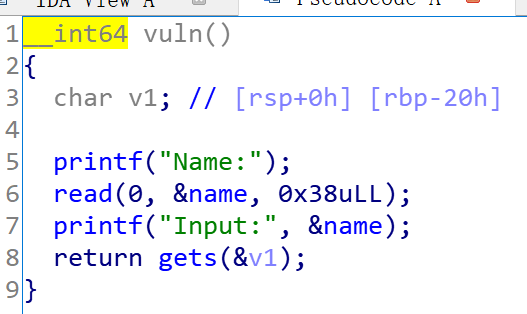 IDA View A Pseudocode A
1 __int64 vuln()
2 {
3 char v1; // [rsp+0h] [rbp-20h]
4
5 printf("Name:");
6 read(0, &name, 0x38uLL);
7 printf("Input:", &name);
8 return gets(&v1);
9 }